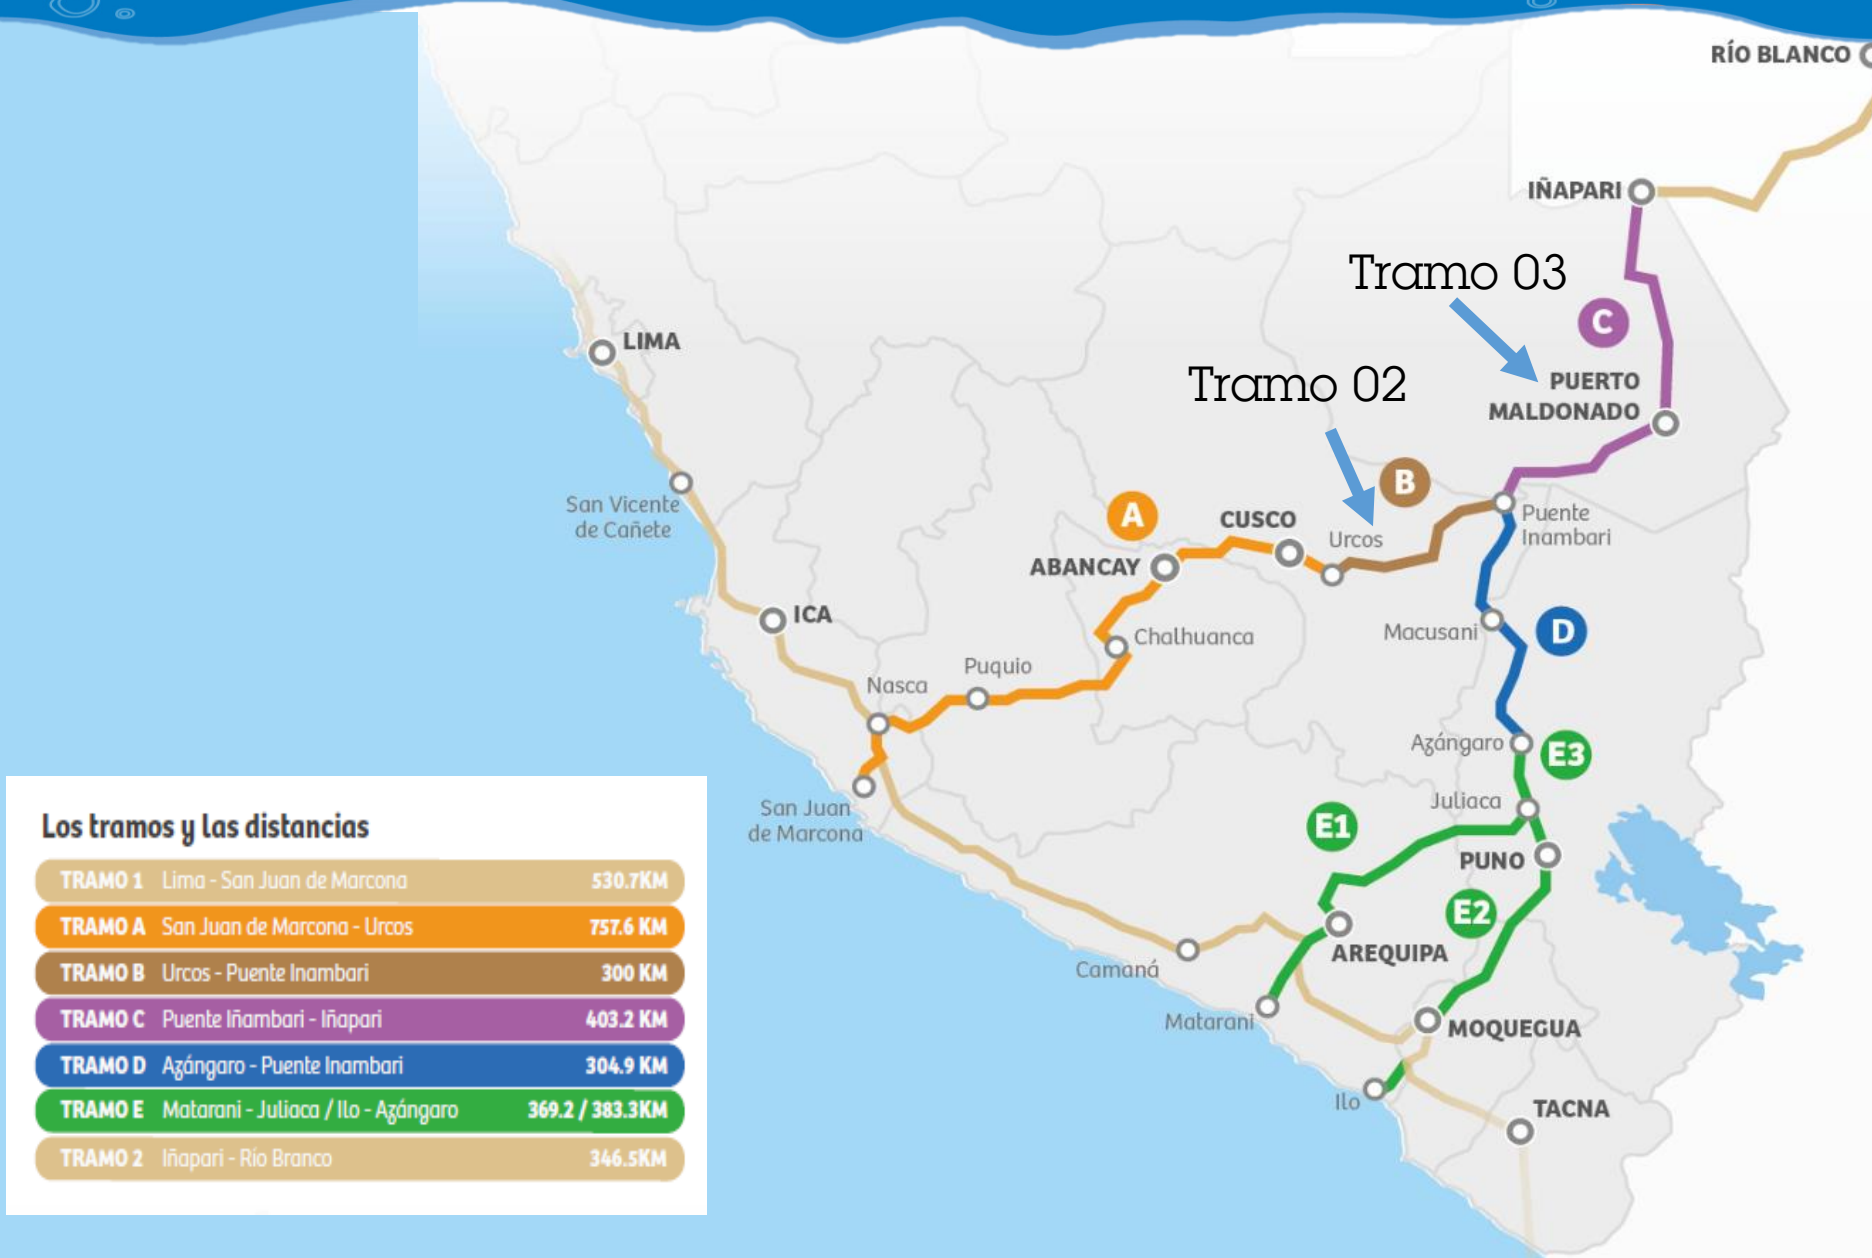 RÍO BLANCO
IÑAPARI
Tramo 03
C
LIMA
Tramo 02
PUERTO
MALDONADO
San Vicente
de Cañete
B
A
CUSCO
Urcos
Puente
Inambari
ABANCAY
ICA
Chalhuanca
Macusani
D
Puquio
Nasca
Azángaro
E3
San Juan
de Marcona
Juliaca
E1
PUNO
E2
AREQUIPA
Camaná
Matarani
MOQUEGUA
Ilo
TACNA
Los tramos y las distancias
TRAMO 1 Lima - San Juan de Marcona 530.7KM
TRAMO A San Juan de Marcona - Urcos 757.6 KM
TRAMO B Urcos - Puente Inambari 300 KM
TRAMO C Puente Iñambari - Iñapari 403.2 KM
TRAMO D Azángaro - Puente Inambari 304.9 KM
TRAMO E Matarani - Juliaca / Ilo - Azángaro 369.2 / 383.3KM
TRAMO 2 Iñapari - Río Branco 346.5KM